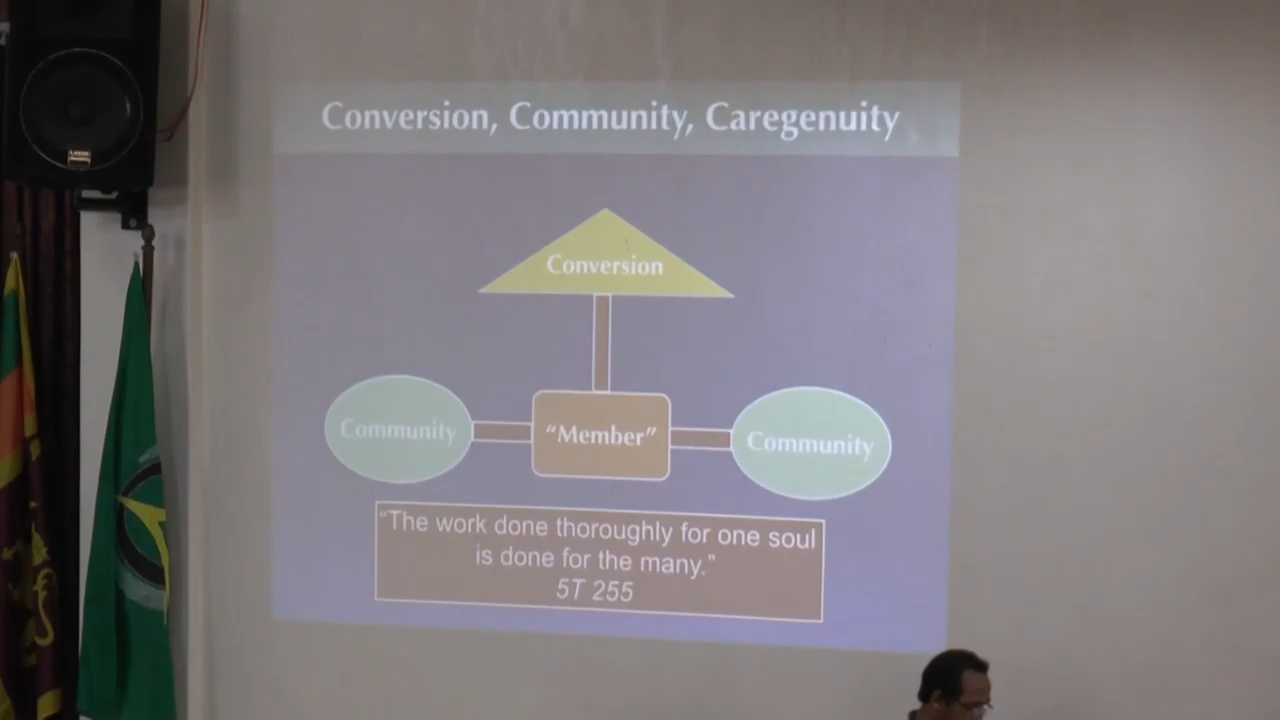 Conversion, Community, Caregenuity
Conversion
Community
“Member”
Community
“The work done thoroughly for one soul
is done for the many.”
5T 255